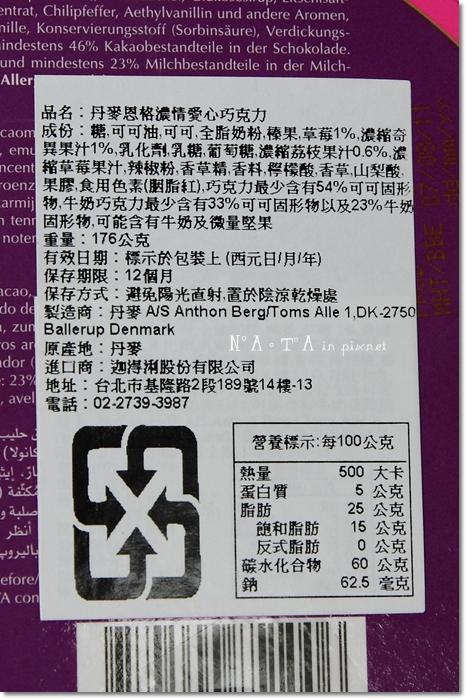 , Chilipfeffer, Aethylvanillin und andere Aromen,
Konservierungsstoff (Sorbinsäure), Verdickungs-
mindestens 46% Kakaobestandteile in der Schokolade.
und mindestens 23% Milchbestandteile in der Milch-
品名：丹麥恩格濃情愛心巧克力
成份：糖,可可油,可可,全脂奶粉,榛果,草莓1%,濃縮奇
異果汁1%,乳化劑,乳糖,葡萄糖,濃縮荔枝果汁0.6%,濃
縮草莓果汁,辣椒粉,香草精,香料,檸檬酸,香草,山梨酸,
果膠,食用色素(胭脂紅),巧克力最少含有54%可可固形
物,牛奶巧克力最少含有33%可可固形物以及23%牛奶
固形物,可能含有牛奶及微量堅果
重量：176公克
有效日期：標示於包裝上 (西元日/月/年)
保存期限：12個月
保存方式：避免陽光直射,置於陰涼乾燥處
製造商：丹麥 A/S Anthon Berg/Toms Alle 1,DK-2750
Ballerup Denmark
N°A。T°A in pixnet
原產地：丹麥
進口商：迦淂浰股份有限公司
地址：台北市基隆路2段189號14樓-13
電話：02-2739-3987
營養標示:每100公克
熱量 500 大卡
蛋白質 5 公克
脂肪 25 公克
飽和脂肪 15 公克
反式脂肪 0 公克
碳水化合物 60 公克
鈉 62.5 毫克